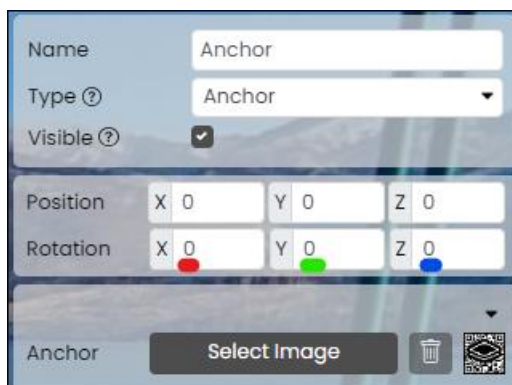 Name Anchor
Type ? Anchor
Visible ?
Position X 0 Y 0 Z 0
Rotation X 0 Y 0 Z 0
Anchor Select Image